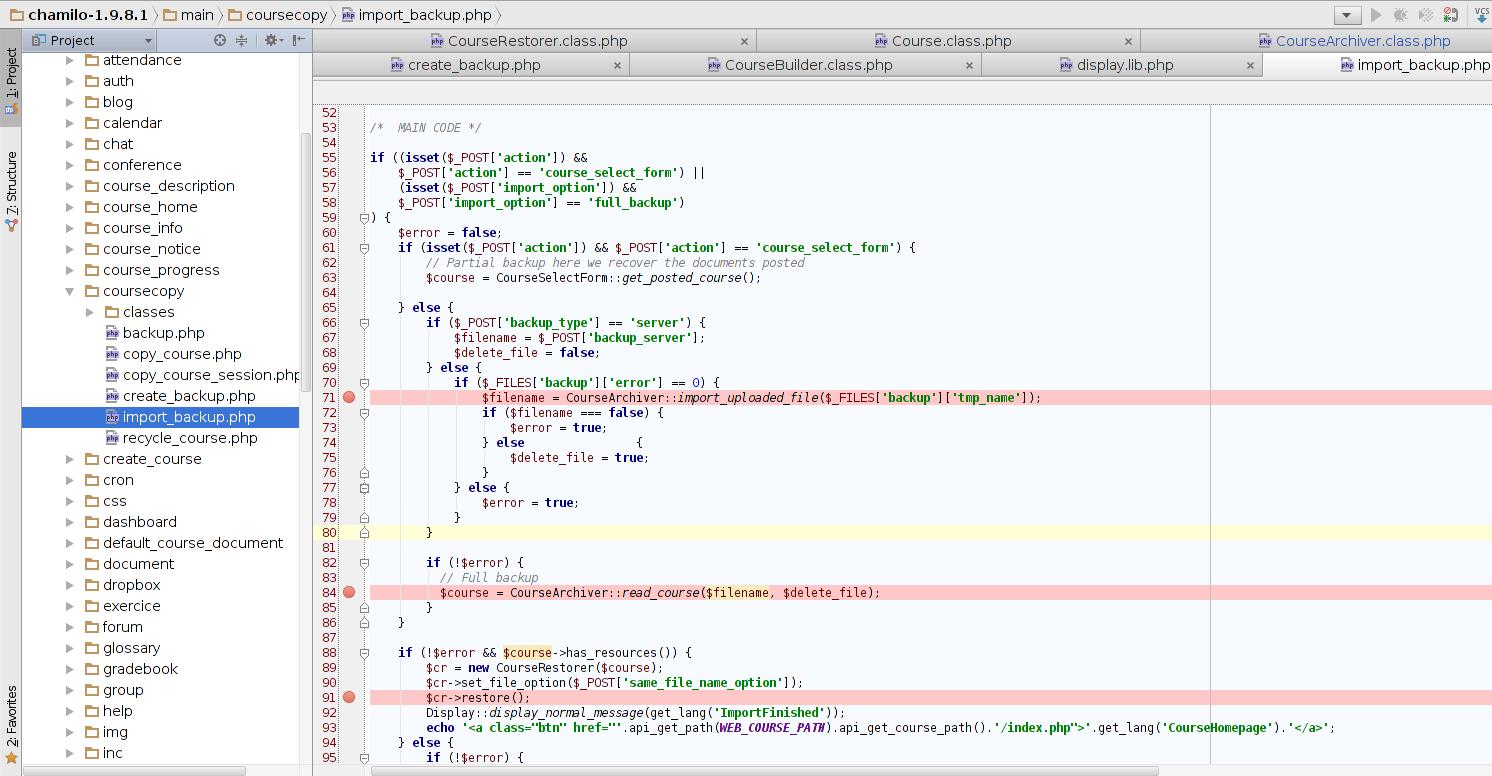 chamilo-1.9.8.1 main coursecopy import_backup.php
VCS
Project
CourseRestorer.class.php
Course.class.php
CourseArchiver.class.php
create_backup.php
CourseBuilder.class.php
display.lib.php
import_backup.php
1: Project
7: Structure
2: Favorites
attendance
auth
blog
calendar
chat
conference
course_description
course_home
course_info
course_notice
course_progress
coursecopy
classes
backup.php
copy_course.php
copy_course_session.php
create_backup.php
import_backup.php
recycle_course.php
create_course
cron
css
dashboard
default_course_document
document
dropbox
exercice
forum
glossary
gradebook
group
help
img
inc
52
53 /*  MAIN CODE */
54
55 if ((isset($_POST['action']) &&
56     $_POST['action'] == 'course_select_form') ||
57     (isset($_POST['import_option']) &&
58     $_POST['import_option'] == 'full_backup')
59 ) {
60     $error = false;
61     if (isset($_POST['action']) && $_POST['action'] == 'course_select_form') {
62         // Partial backup here we recover the documents posted
63         $course = CourseSelectForm::get_posted_course();
64
65     } else {
66         if ($_POST['backup_type'] == 'server') {
67             $filename = $_POST['backup_server'];
68             $delete_file = false;
69         } else {
70             if ($_FILES['backup']['error'] == 0) {
71                 $filename = CourseArchiver::import_uploaded_file($_FILES['backup']['tmp_name']);
72                 if ($filename === false) {
73                     $error = true;
74                 } else                {
75                     $delete_file = true;
76                 }
77             } else {
78                 $error = true;
79             }
80         }
81
82         if (!$error) {
83           // Full backup
84           $course = CourseArchiver::read_course($filename, $delete_file);
85         }
86     }
87
88     if (!$error && $course->has_resources()) {
89         $cr = new CourseRestorer($course);
90         $cr->set_file_option($_POST['same_file_name_option']);
91         $cr->restore();
92         Display::display_normal_message(get_lang('ImportFinished'));
93         echo '<a class="btn" href="'.api_get_path(WEB_COURSE_PATH).api_get_course_path().'/index.php">'.get_lang('CourseHomepage').'</a>';
94     } else {
95         if (!$error) {